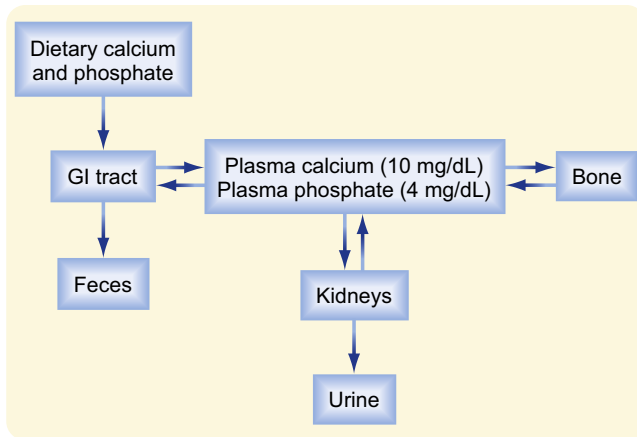 Dietary calcium
and phosphate
GI tract
Plasma calcium (10 mg/dL)
Plasma phosphate (4 mg/dL)
Bone
Feces
Kidneys
Urine